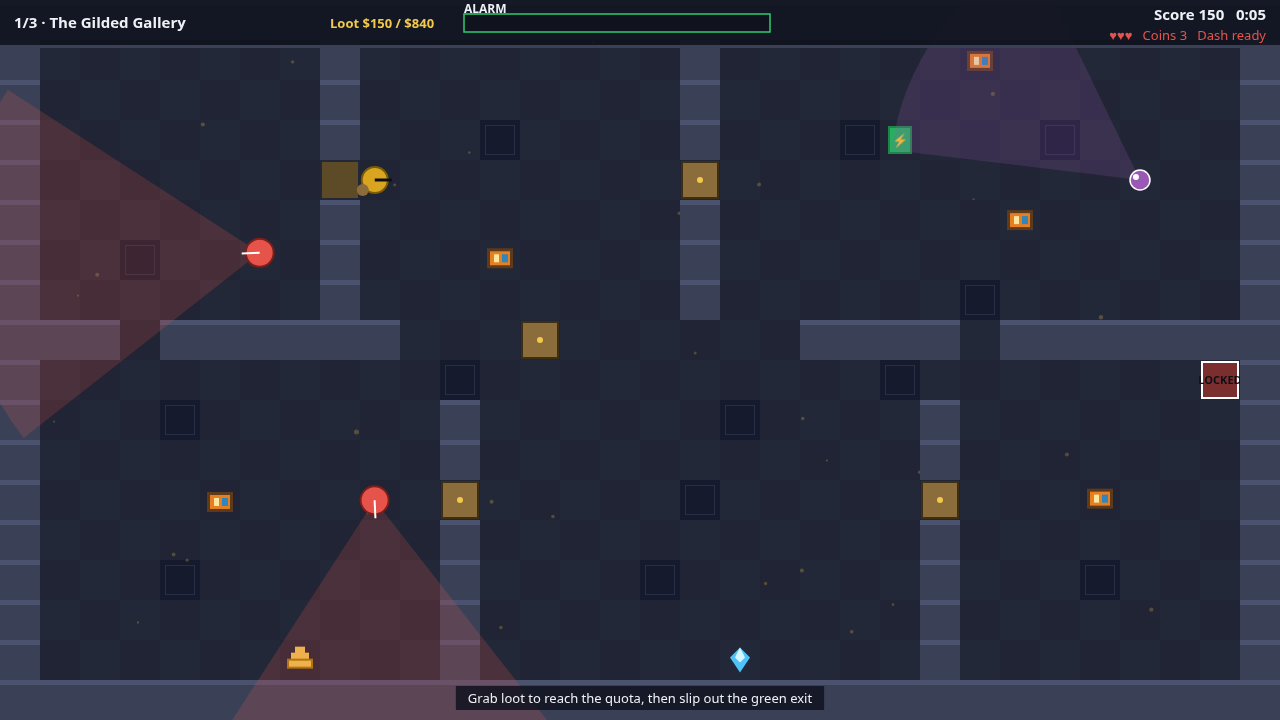 1/3 · The Gilded Gallery
Loot $150 / $840
ALARM
Score 150 0:05
♥♥♥ Coins 3 Dash ready
LOCKED
Grab loot to reach the quota, then slip out the green exit